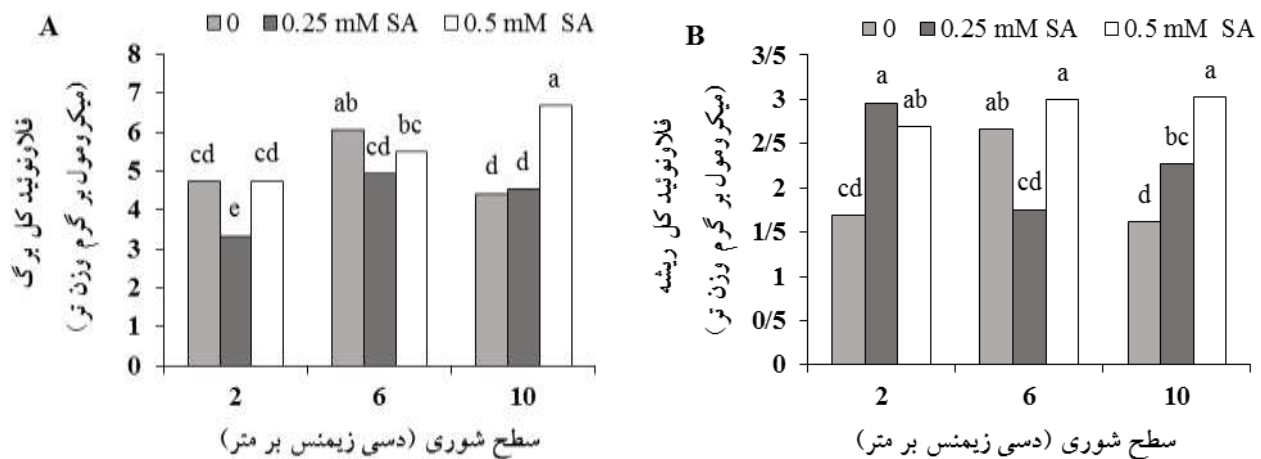 A
0 0.25 mM SA 0.5 mM SA
فلاونوئید کل برگ
(میکرومول بر گرم وزن تر)
8
7
6
5
4
3
2
1
0
cd
e
cd
ab
cd
bc
d
d
a
2 6 10
سطح شوری (دسی زیمنس بر متر)
B
0 0.25 mM SA 0.5 mM SA
فلاونوئید کل ریشه
(میکرومول بر گرم وزن تر)
3/5
3
2/5
2
1/5
1
0/5
0
cd
a
ab
ab
cd
a
d
bc
a
2 6 10
سطح شوری (دسی زیمنس بر متر)